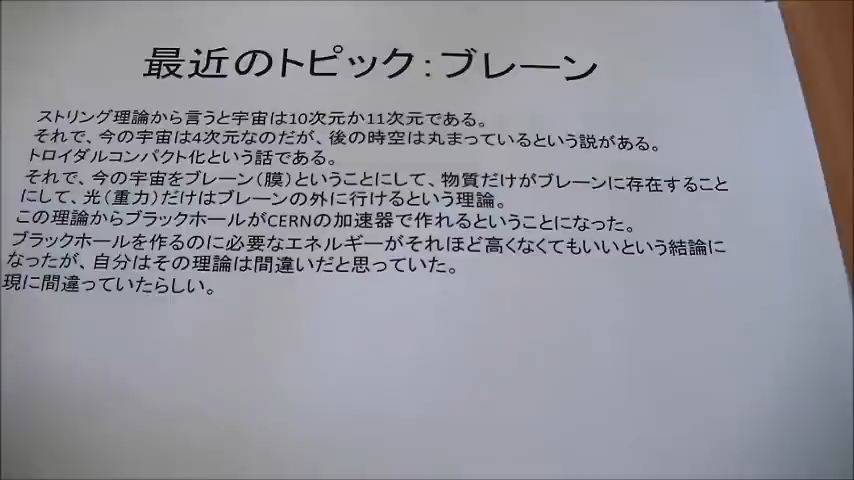 最近のトピック：ブレーン
ストリング理論から言うと宇宙は10次元か11次元である。
それで、今の宇宙は4次元なのだが、後の時空は丸まっているという説がある。
トロイダルコンパクト化という話である。
それで、今の宇宙をブレーン（膜）ということにして、物質だけがブレーンに存在すること
にして、光（重力）だけはブレーンの外に行けるという理論。
この理論からブラックホールがCERNの加速器で作れるということになった。
ブラックホールを作るのに必要なエネルギーがそれほど高くなくてもいいという結論に
なったが、自分はその理論は間違いだと思っていた。
現に間違っていたらしい。